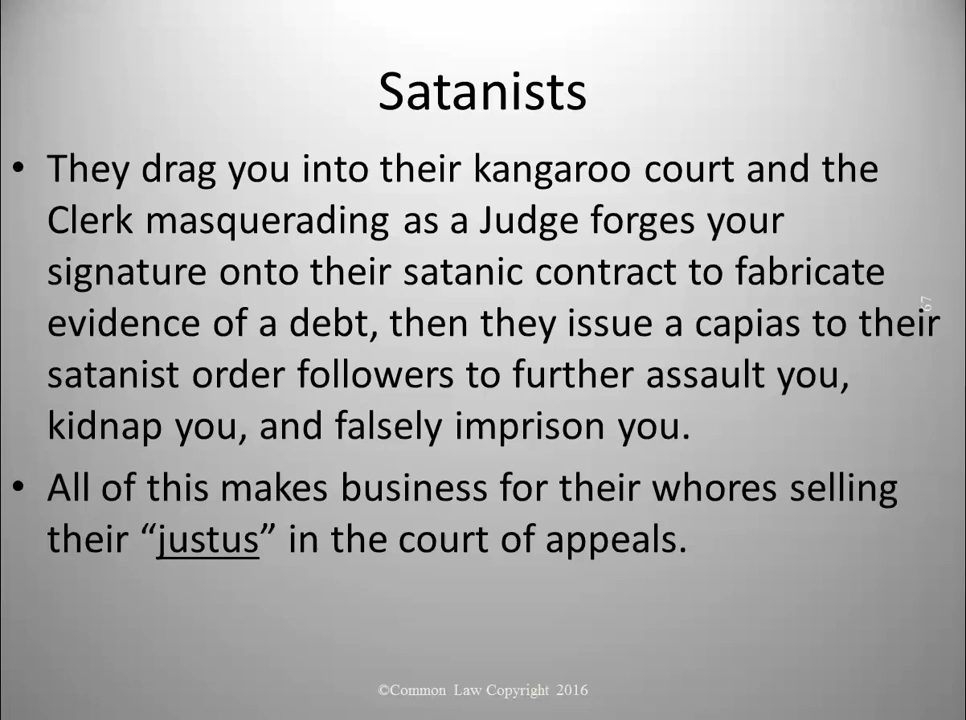 Satanists
• They drag you into their kangaroo court and the
Clerk masquerading as a Judge forges your
signature onto their satanic contract to fabricate
evidence of a debt, then they issue a capias to their
satanist order followers to further assault you,
kidnap you, and falsely imprison you.
• All of this makes business for their whores selling
their “justus” in the court of appeals.
67
©Common Law Copyright 2016